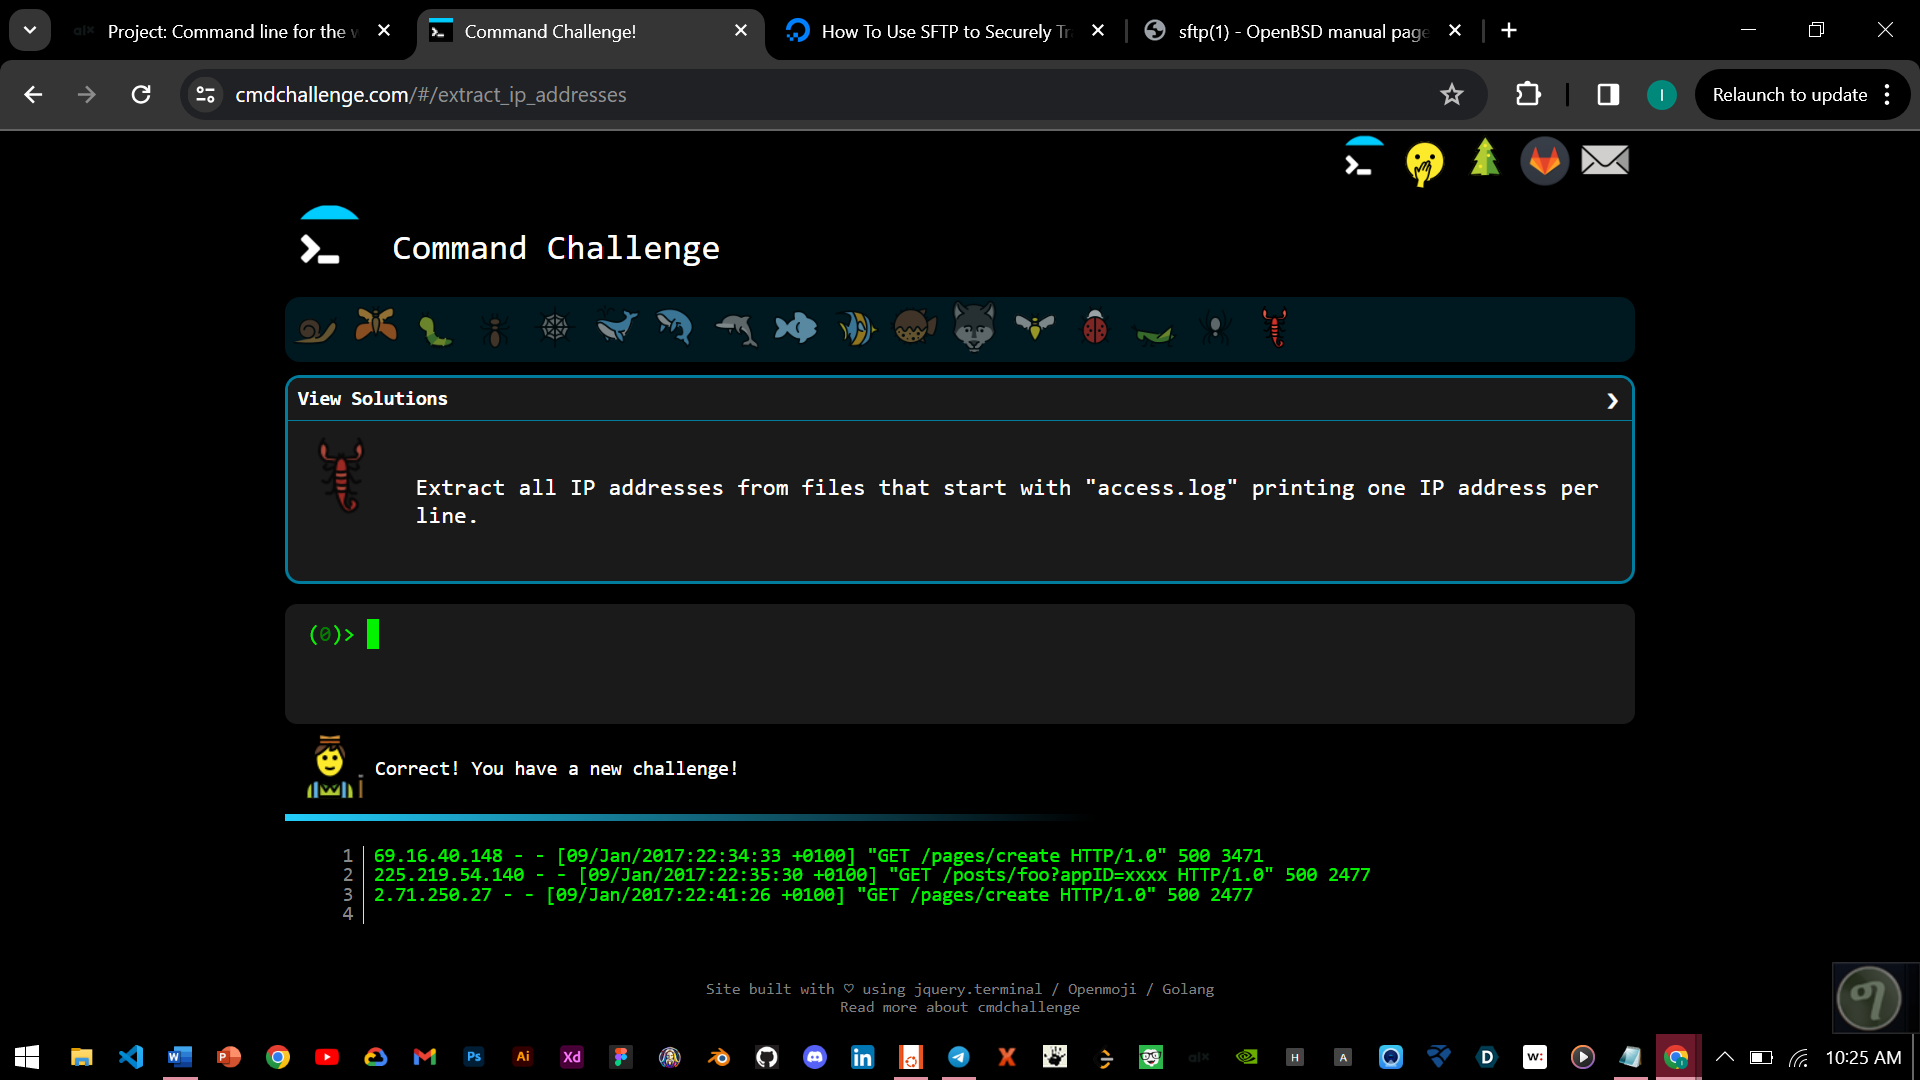 Project: Command line for the w
Command Challenge!
How To Use SFTP to Securely Tr
sftp(1) - OpenBSD manual page
cmdchallenge.com/#/extract_ip_addresses
I
Relaunch to update
Command Challenge
View Solutions
Extract all IP addresses from files that start with "access.log" printing one IP address per
line.
(0)>
Correct! You have a new challenge!
1 69.16.40.148 - - [09/Jan/2017:22:34:33 +0100] "GET /pages/create HTTP/1.0" 500 3471
2 225.219.54.140 - - [09/Jan/2017:22:35:30 +0100] "GET /posts/foo?appID=xxxx HTTP/1.0" 500 2477
3 2.71.250.27 - - [09/Jan/2017:22:41:26 +0100] "GET /pages/create HTTP/1.0" 500 2477
4
Site built with ♡ using jquery.terminal / Openmoji / Golang
Read more about cmdchallenge
10:25 AM